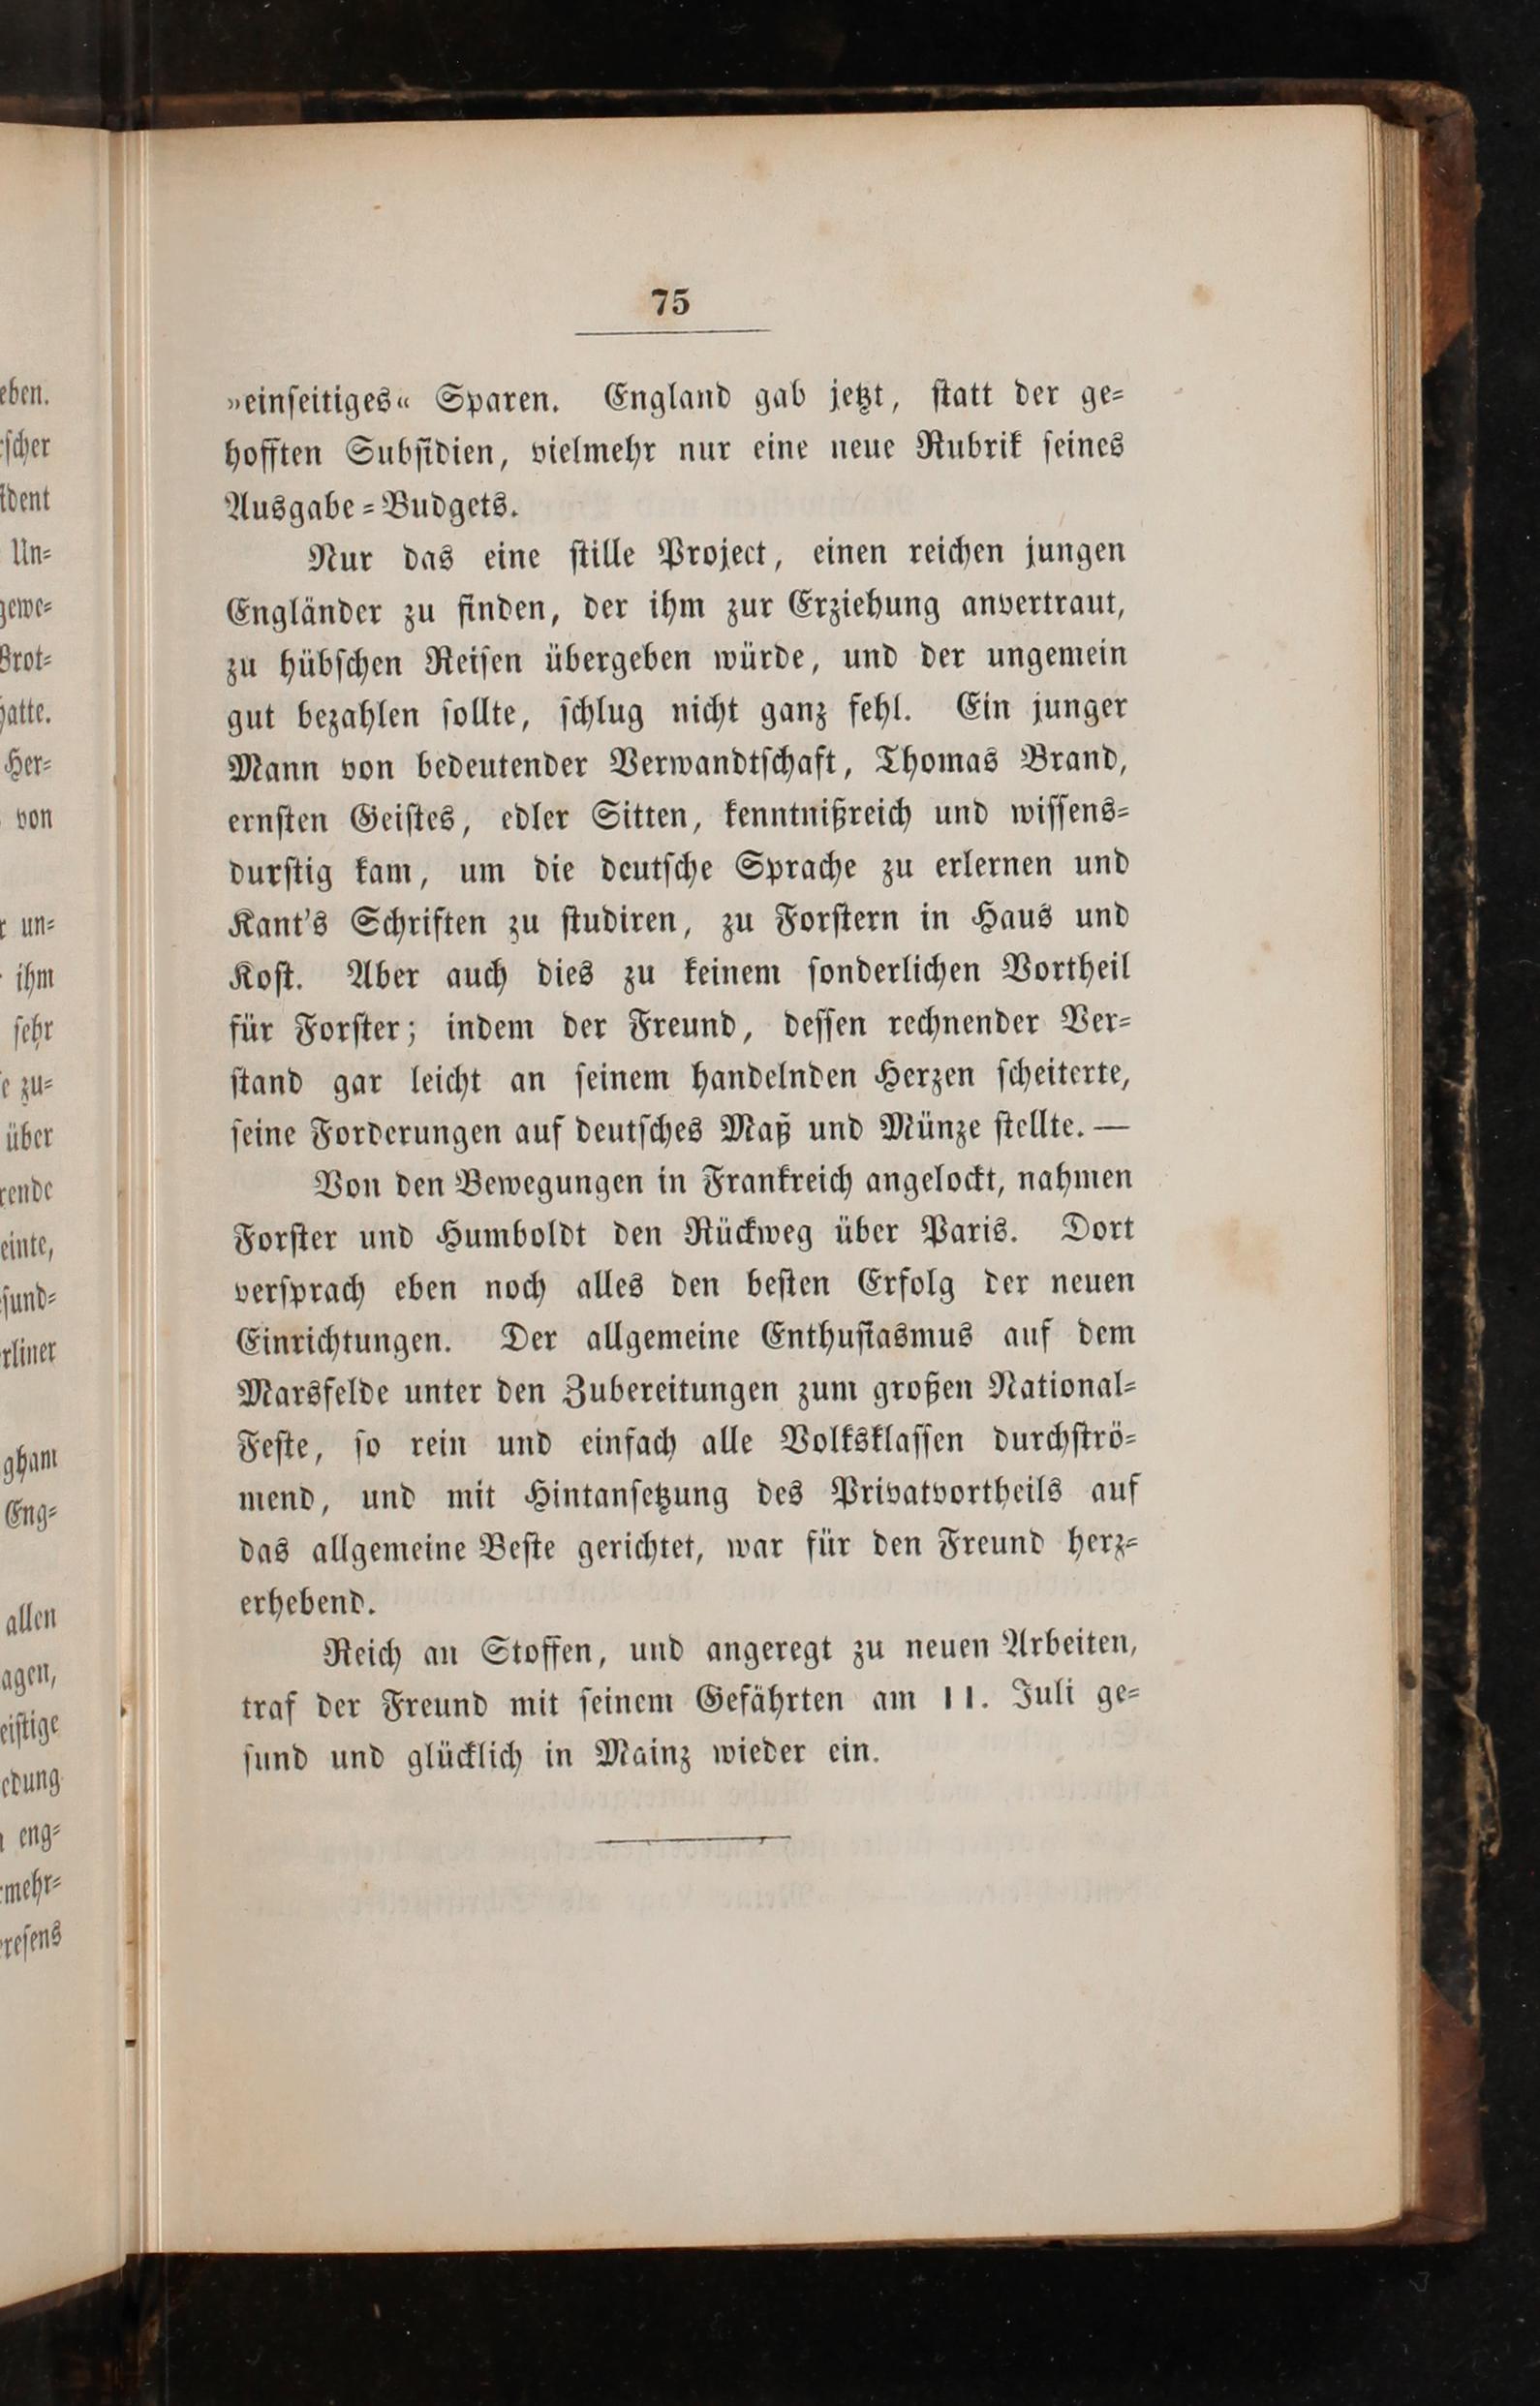 75
»einſeitiges« Sparen. England gab jetzt, ſtatt der ge=
hofften Subſidien, vielmehr nur eine neue Rubrik ſeines
Ausgabe=Budgets.
Nur das eine ſtille Project, einen reichen jungen
Engländer zu finden, der ihm zur Erziehung anvertraut,
zu hübſchen Reiſen übergeben würde, und der ungemein
gut bezahlen ſollte, ſchlug nicht ganz fehl. Ein junger
Mann von bedeutender Verwandtſchaft, Thomas Brand,
ernſten Geiſtes, edler Sitten, kenntnißreich und wiſſens=
durſtig kam, um die deutſche Sprache zu erlernen und
Kant's Schriften zu ſtudiren, zu Forſtern in Haus und
Koſt. Aber auch dies zu keinem ſonderlichen Vortheil
für Forſter; indem der Freund, deſſen rechnender Ver=
ſtand gar leicht an ſeinem handelnden Herzen ſcheiterte,
ſeine Forderungen auf deutſches Maß und Münze ſtellte. —
Von den Bewegungen in Frankreich angelockt, nahmen
Forſter und Humboldt den Rückweg über Paris. Dort
verſprach eben noch alles den beſten Erfolg der neuen
Einrichtungen. Der allgemeine Enthuſiasmus auf dem
Marsfelde unter den Zubereitungen zum großen National=
Feſte, ſo rein und einfach alle Volksklaſſen durchſtrö=
mend, und mit Hintanſetzung des Privatvortheils auf
das allgemeine Beſte gerichtet, war für den Freund herz=
erhebend.
Reich an Stoffen, und angeregt zu neuen Arbeiten,
traf der Freund mit ſeinem Gefährten am 11. Juli ge=
ſund und glücklich in Mainz wieder ein.